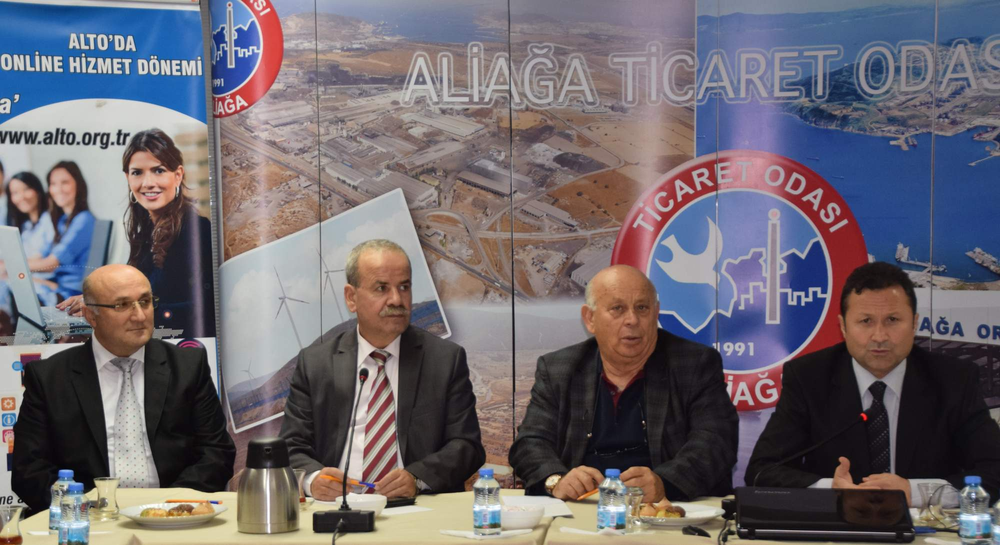 ALTO'DA
ONLINE HİZMET DÖNEMİ
a'
www.alto.org.tr
1991
ALİAĞA TİCARET ODAS
TİCARET ODASI
1991
AĞA OR